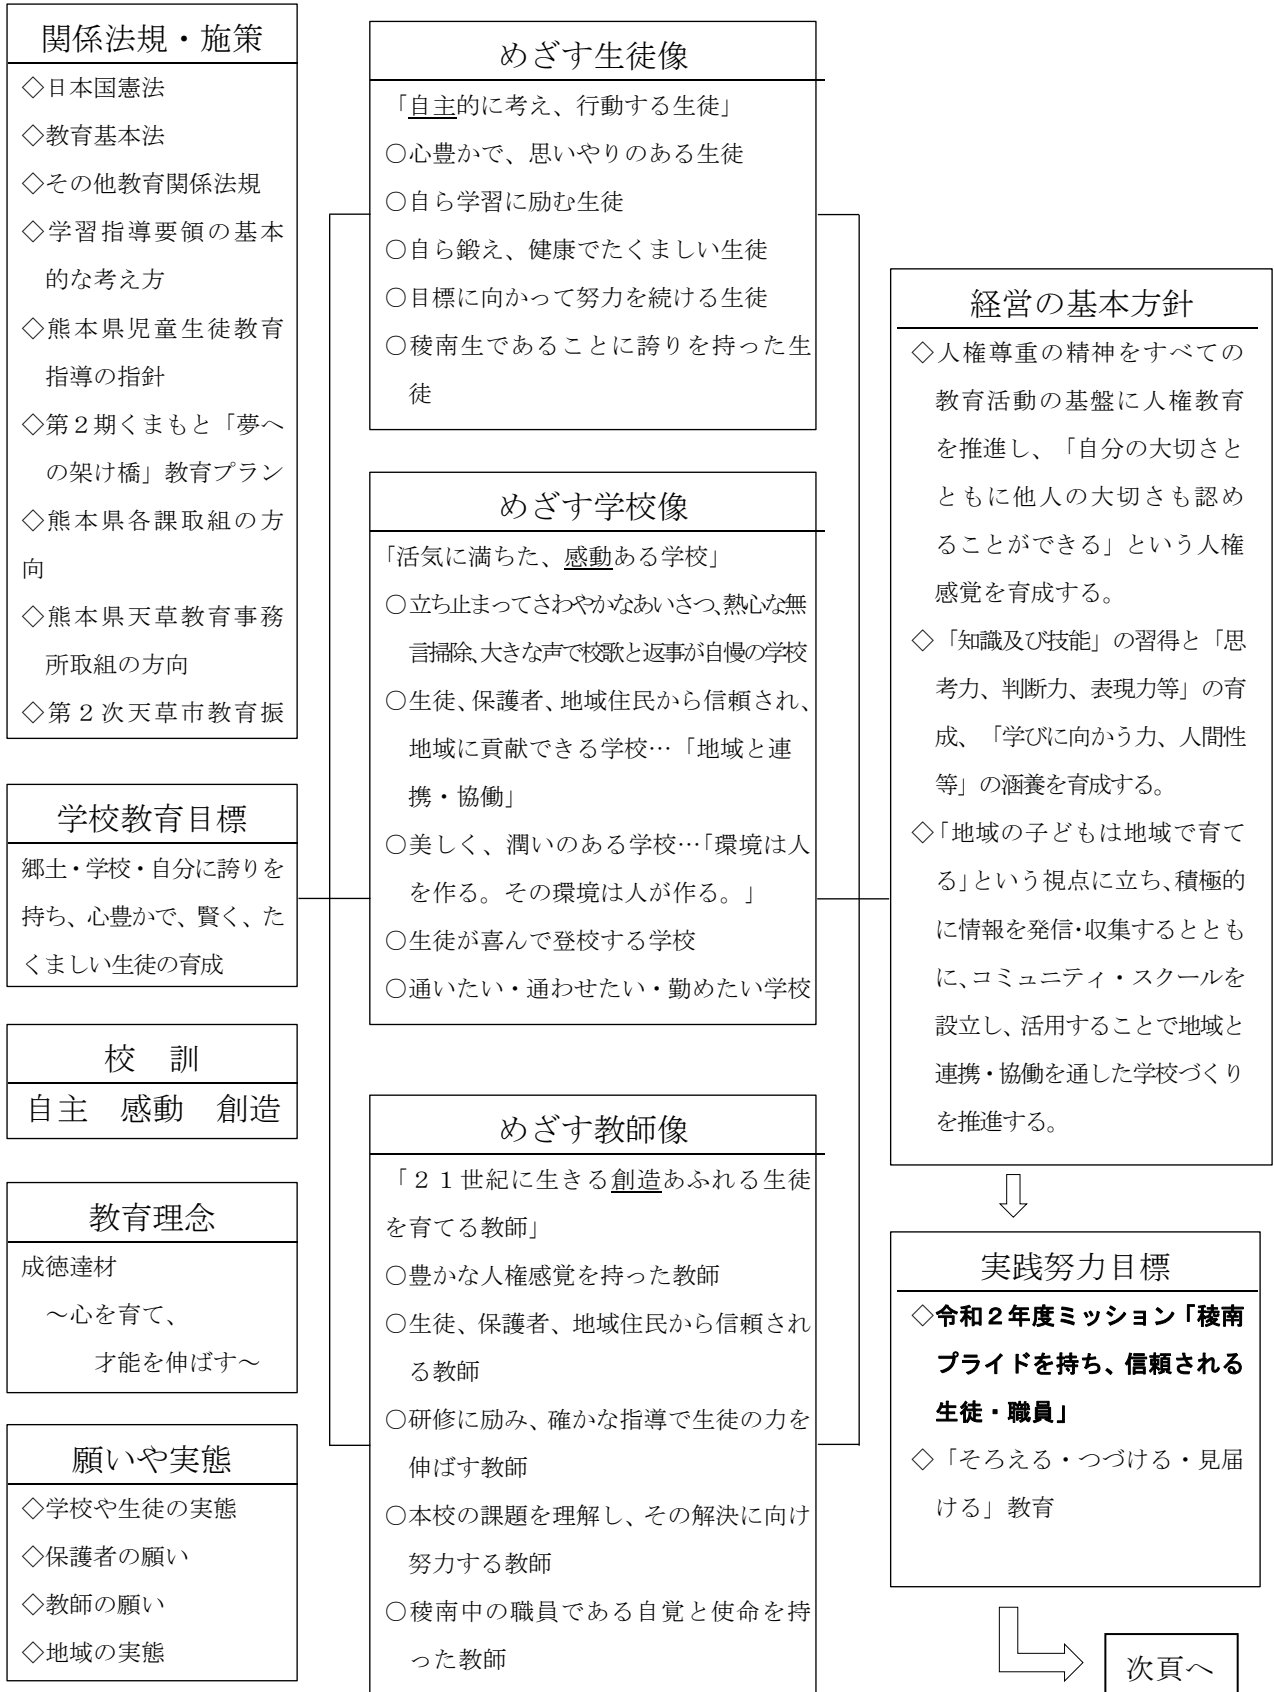 関係法規・施策
◇日本国憲法
◇教育基本法
◇その他教育関係法規
◇学習指導要領の基本
的な考え方
◇熊本県児童生徒教育
指導の指針
◇第２期くまもと「夢へ
の架け橋」教育プラン
◇熊本県各課取組の方
向
◇熊本県天草教育事務
所取組の方向
◇第２次天草市教育振
学校教育目標
郷土・学校・自分に誇りを
持ち、心豊かで、賢く、た
くましい生徒の育成
校　訓
自主　感動　創造
教育理念
成徳達材
～心を育て、
才能を伸ばす～
願いや実態
◇学校や生徒の実態
◇保護者の願い
◇教師の願い
◇地域の実態
めざす生徒像
「自主的に考え、行動する生徒」
○心豊かで、思いやりのある生徒
○自ら学習に励む生徒
○自ら鍛え、健康でたくましい生徒
○目標に向かって努力を続ける生徒
○稜南生であることに誇りを持った生
徒
めざす学校像
「活気に満ちた、感動ある学校」
○立ち止まってさわやかなあいさつ、熱心な無
言掃除、大きな声で校歌と返事が自慢の学校
○生徒、保護者、地域住民から信頼され、
地域に貢献できる学校…「地域と連
携・協働」
○美しく、潤いのある学校…「環境は人
を作る。その環境は人が作る。」
○生徒が喜んで登校する学校
○通いたい・通わせたい・勤めたい学校
めざす教師像
「２１世紀に生きる創造あふれる生徒
を育てる教師」
○豊かな人権感覚を持った教師
○生徒、保護者、地域住民から信頼され
る教師
○研修に励み、確かな指導で生徒の力を
伸ばす教師
○本校の課題を理解し、その解決に向け
努力する教師
○稜南中の職員である自覚と使命を持
った教師
経営の基本方針
◇人権尊重の精神をすべての
教育活動の基盤に人権教育
を推進し、「自分の大切さと
ともに他人の大切さも認め
ることができる」という人権
感覚を育成する。
◇「知識及び技能」の習得と「思
考力、判断力、表現力等」の育
成、「学びに向かう力、人間性
等」の涵養を育成する。
◇「地域の子どもは地域で育て
る」という視点に立ち、積極的
に情報を発信・収集するととも
に、コミュニティ・スクールを
設立し、活用することで地域と
連携・協働を通した学校づくり
を推進する。
実践努力目標
◇令和２年度ミッション「稜南
プライドを持ち、信頼される
生徒・職員」
◇「そろえる・つづける・見届
ける」教育
次頁へ